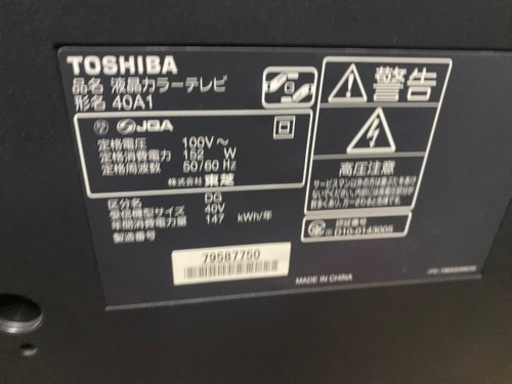 TOSHIBA
品名 液晶カラーテレビ
形名 40A1
G
警告
JQA
定格電圧 100V～
定格消費電力 152 W
定格周波数 50/60 Hz
株式会社 東芝
高圧注意
区分名 DG
受信機型サイズ 40V
年間消費電力量 147 kWh/年
製造番号
79587750
D10-0143005
MADE IN CHINA